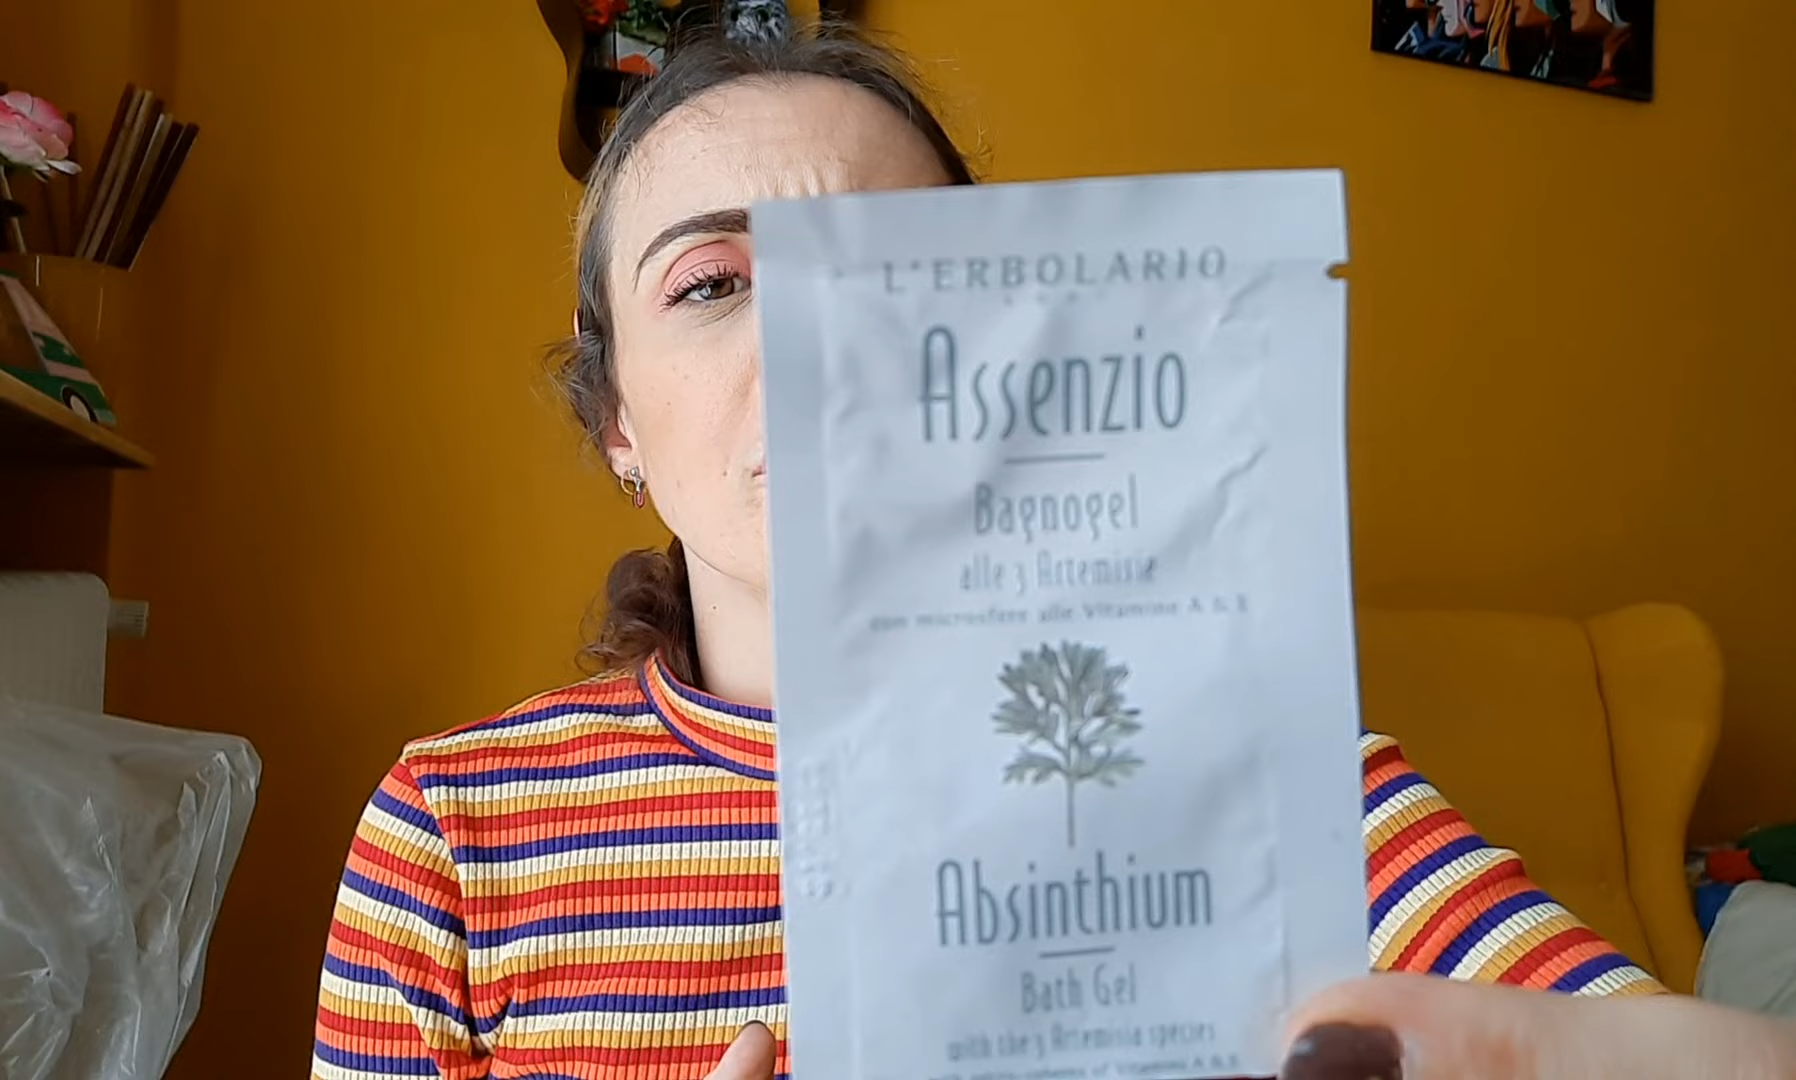 L'ERBOLARIO
Assenzio
Bagnogel
alle 3 Artemisie
con microsfere alle Vitamine A & E
Absinthium
Bath Gel
with the 3 Artemisia species